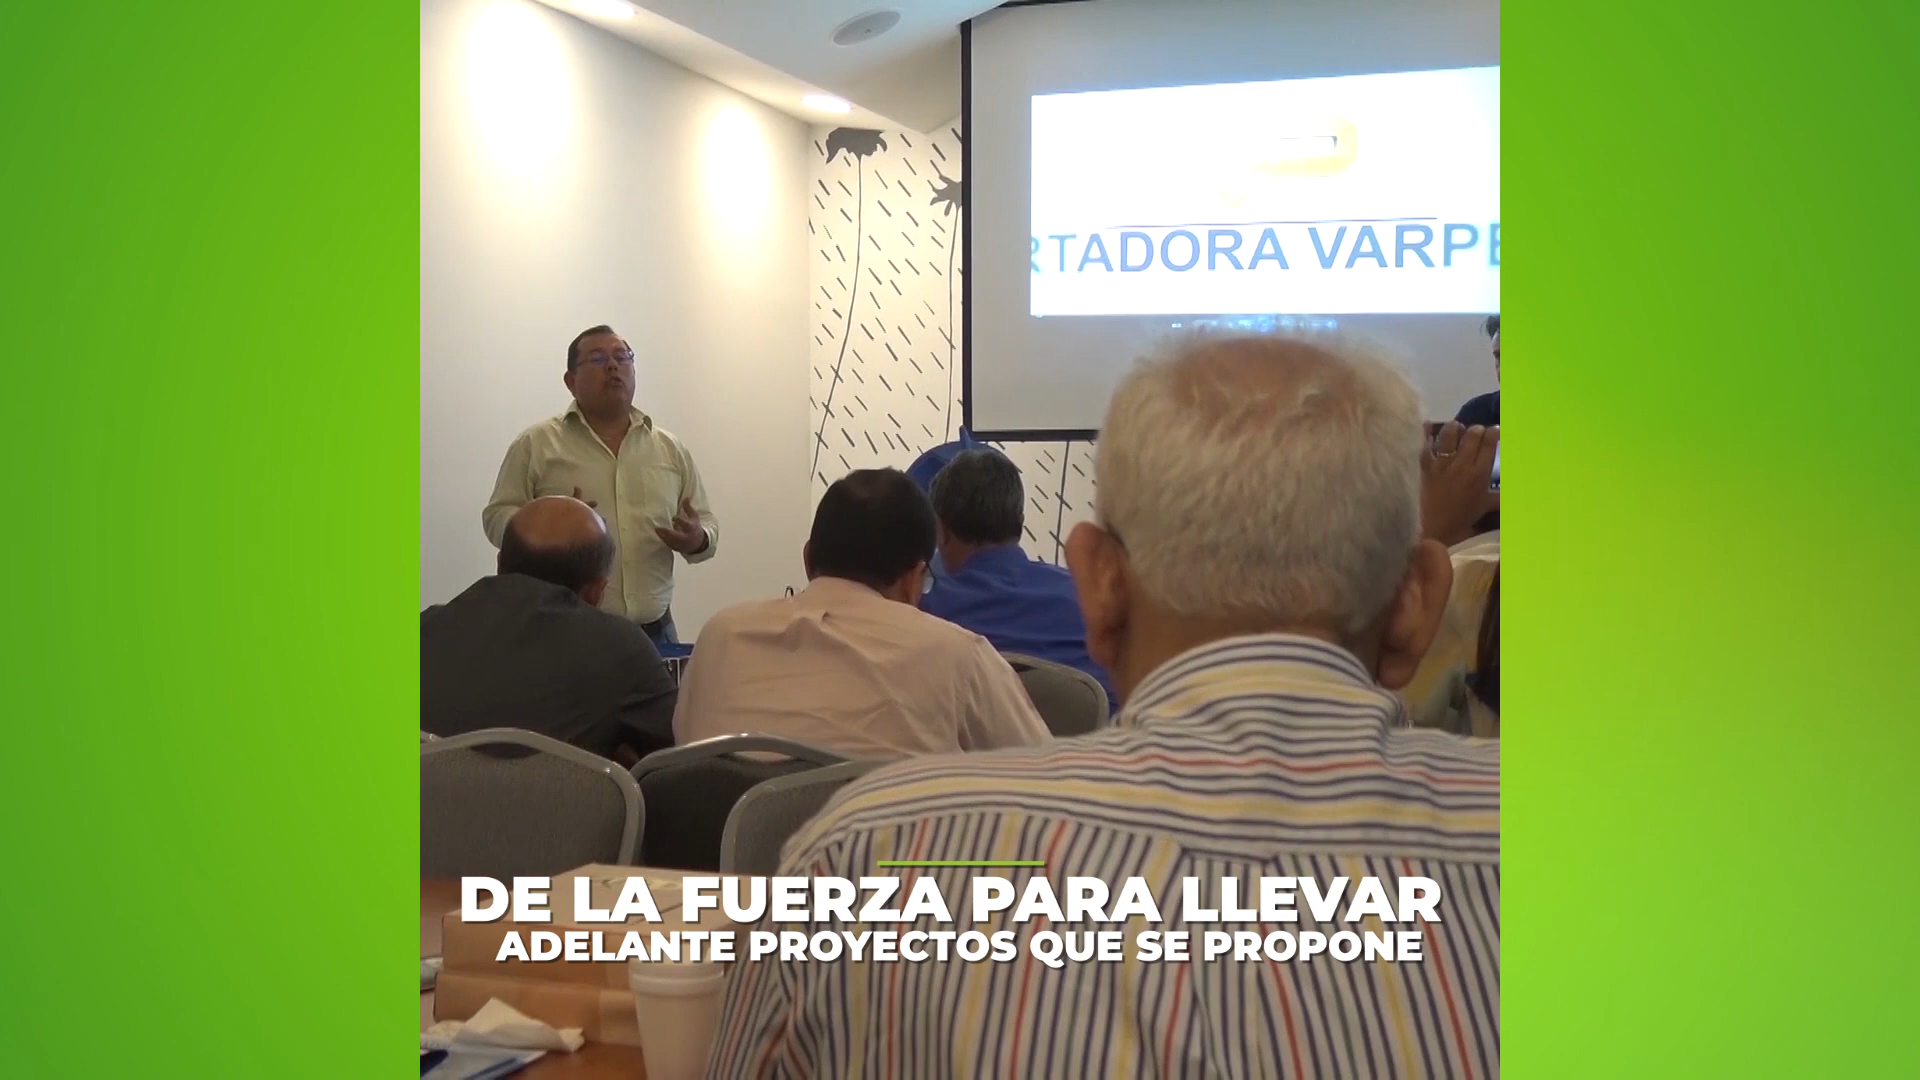 RTADORA VARPE
DE LA FUERZA PARA LLEVAR
ADELANTE PROYECTOS QUE SE PROPONE